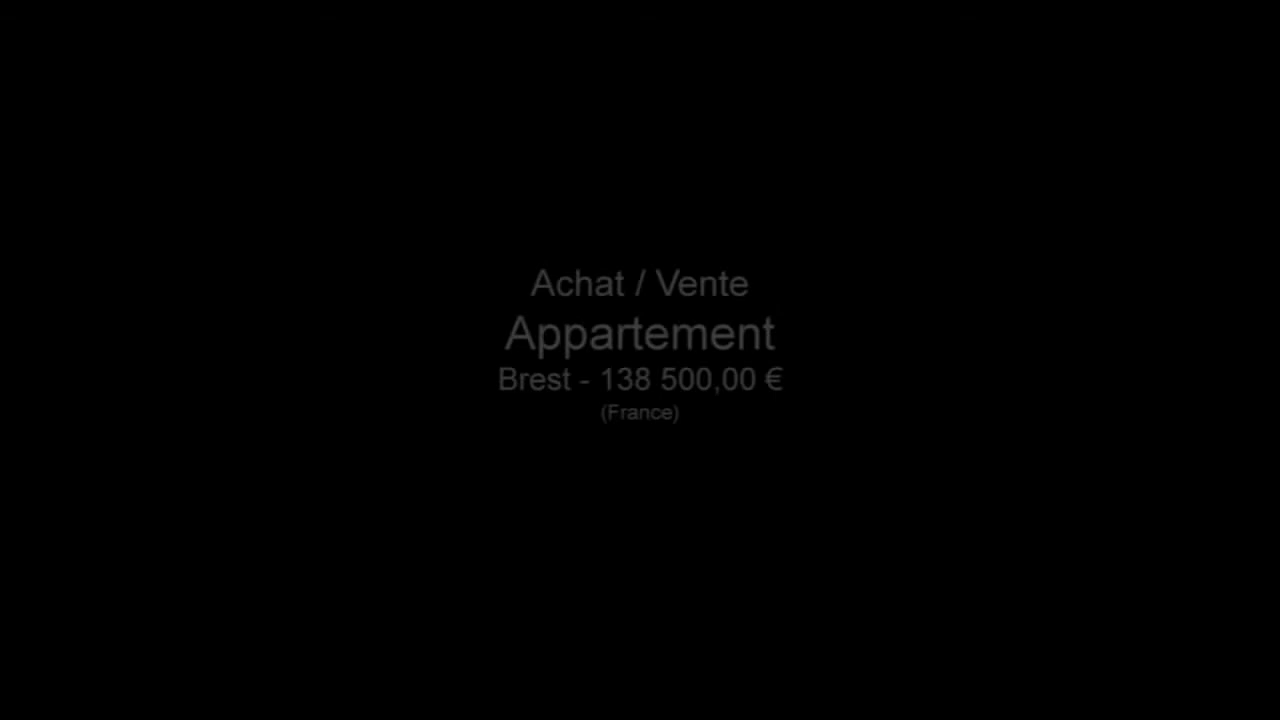 Achat / Vente
Appartement
Brest - 138 500,00 €
(France)